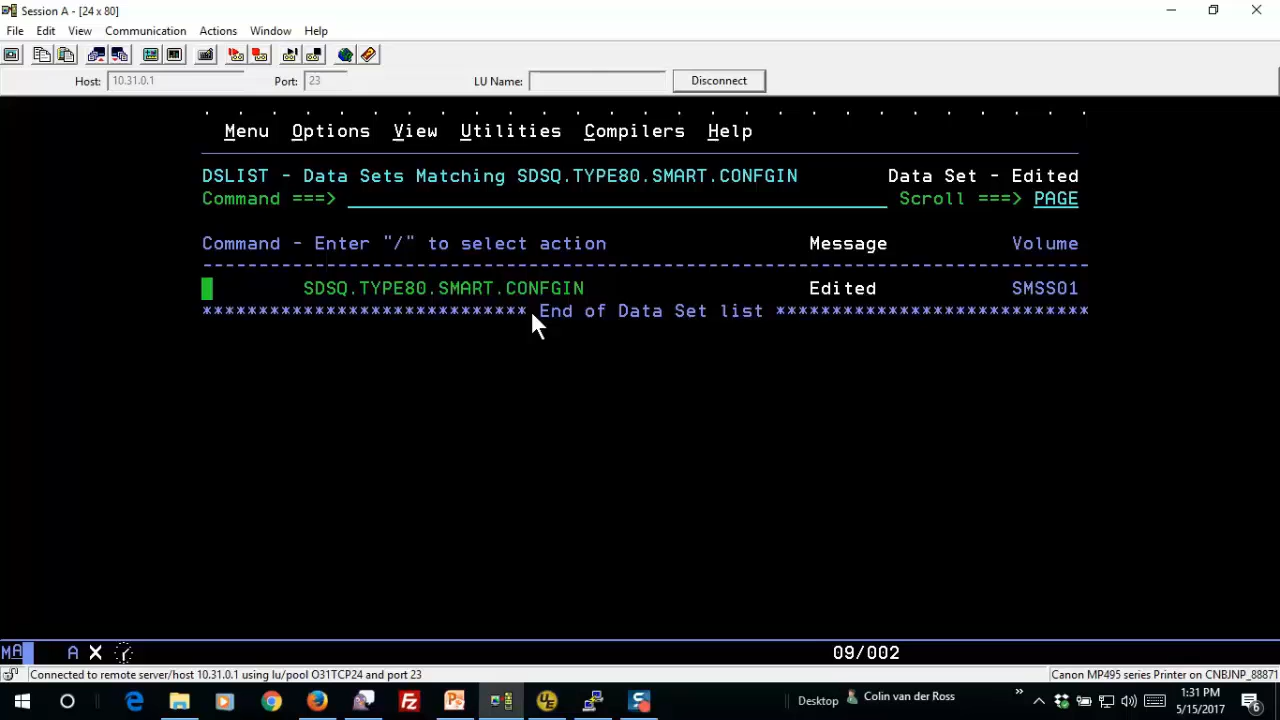 Session A - [24 x 80]
File Edit View Communication Actions Window Help
Host: 10.31.0.1 Port: 23 LU Name: Disconnect
Menu Options View Utilities Compilers Help
DSLIST - Data Sets Matching SDSQ.TYPE80.SMART.CONFGIN Data Set - Edited
Command ===> Scroll ===> PAGE
Command - Enter "/" to select action Message Volume
-------------------------------------------------------------------------------
SDSQ.TYPE80.SMART.CONFGIN Edited SMSS01
***************************** End of Data Set list ****************************
MA A X 09/002
Connected to remote server/host 10.31.0.1 using lu/pool O31TCP24 and port 23 Canon MP495 series Printer on CNBJNP_88871
Desktop Colin van der Ross » 1:31 PM
5/15/2017 6